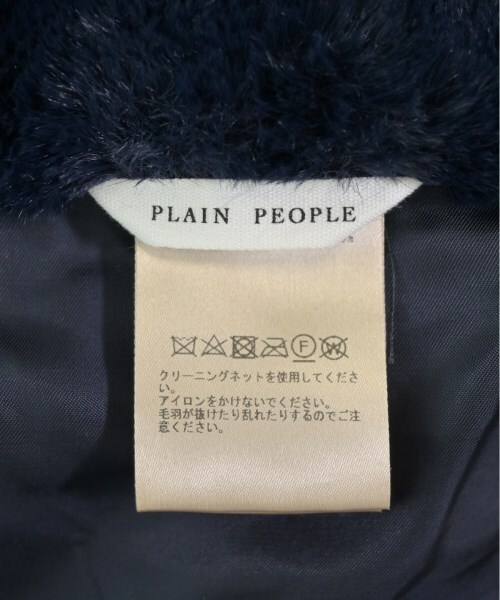 PLAIN PEOPLE
F W
クリーニングネットを使用してくださ
い。
アイロンをかけないでください。
毛羽が抜けたり乱れたりするのでご注
意ください。